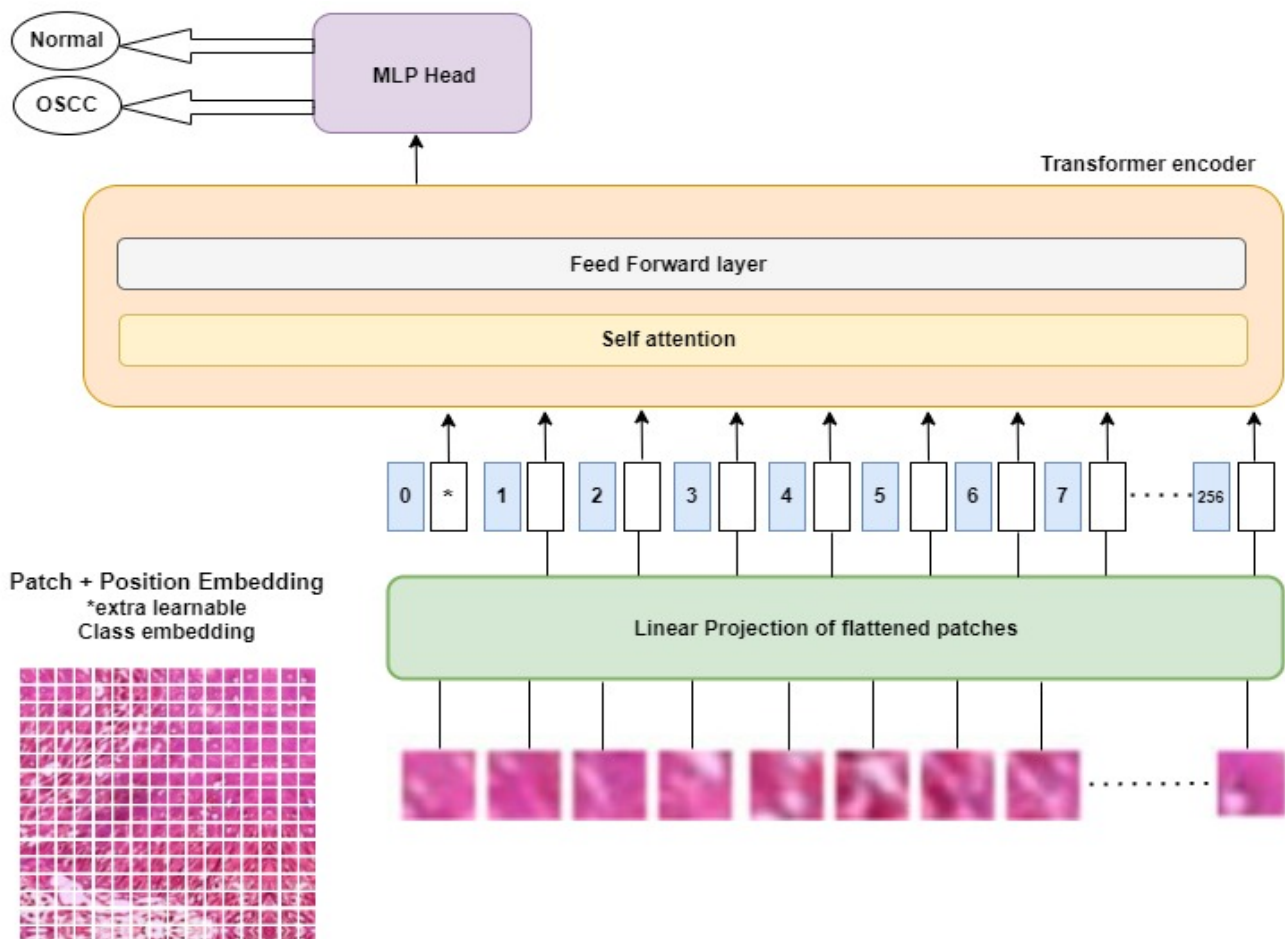 Normal
OSCC
MLP Head
Transformer encoder
Feed Forward layer
Self attention
0 * 1 2 3 4 5 6 7 ...... 256
Patch + Position Embedding
*extra learnable
Class embedding
Linear Projection of flattened patches